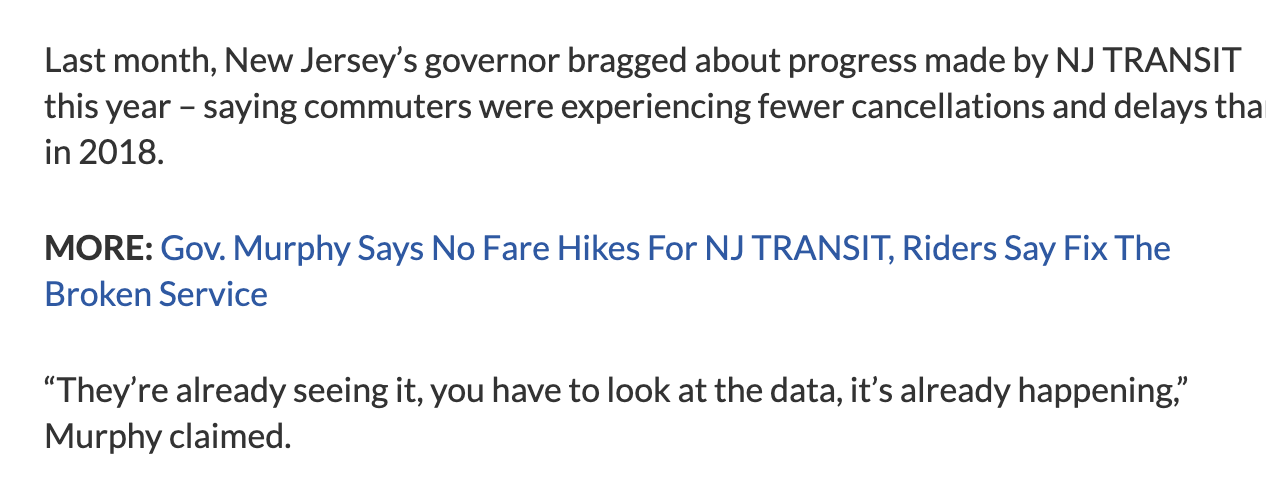 Last month, New Jersey’s governor bragged about progress made by NJ TRANSIT
this year – saying commuters were experiencing fewer cancellations and delays
in 2018.
MORE: Gov. Murphy Says No Fare Hikes For NJ TRANSIT, Riders Say Fix The
Broken Service
“They’re already seeing it, you have to look at the data, it’s already happening,”
Murphy claimed.